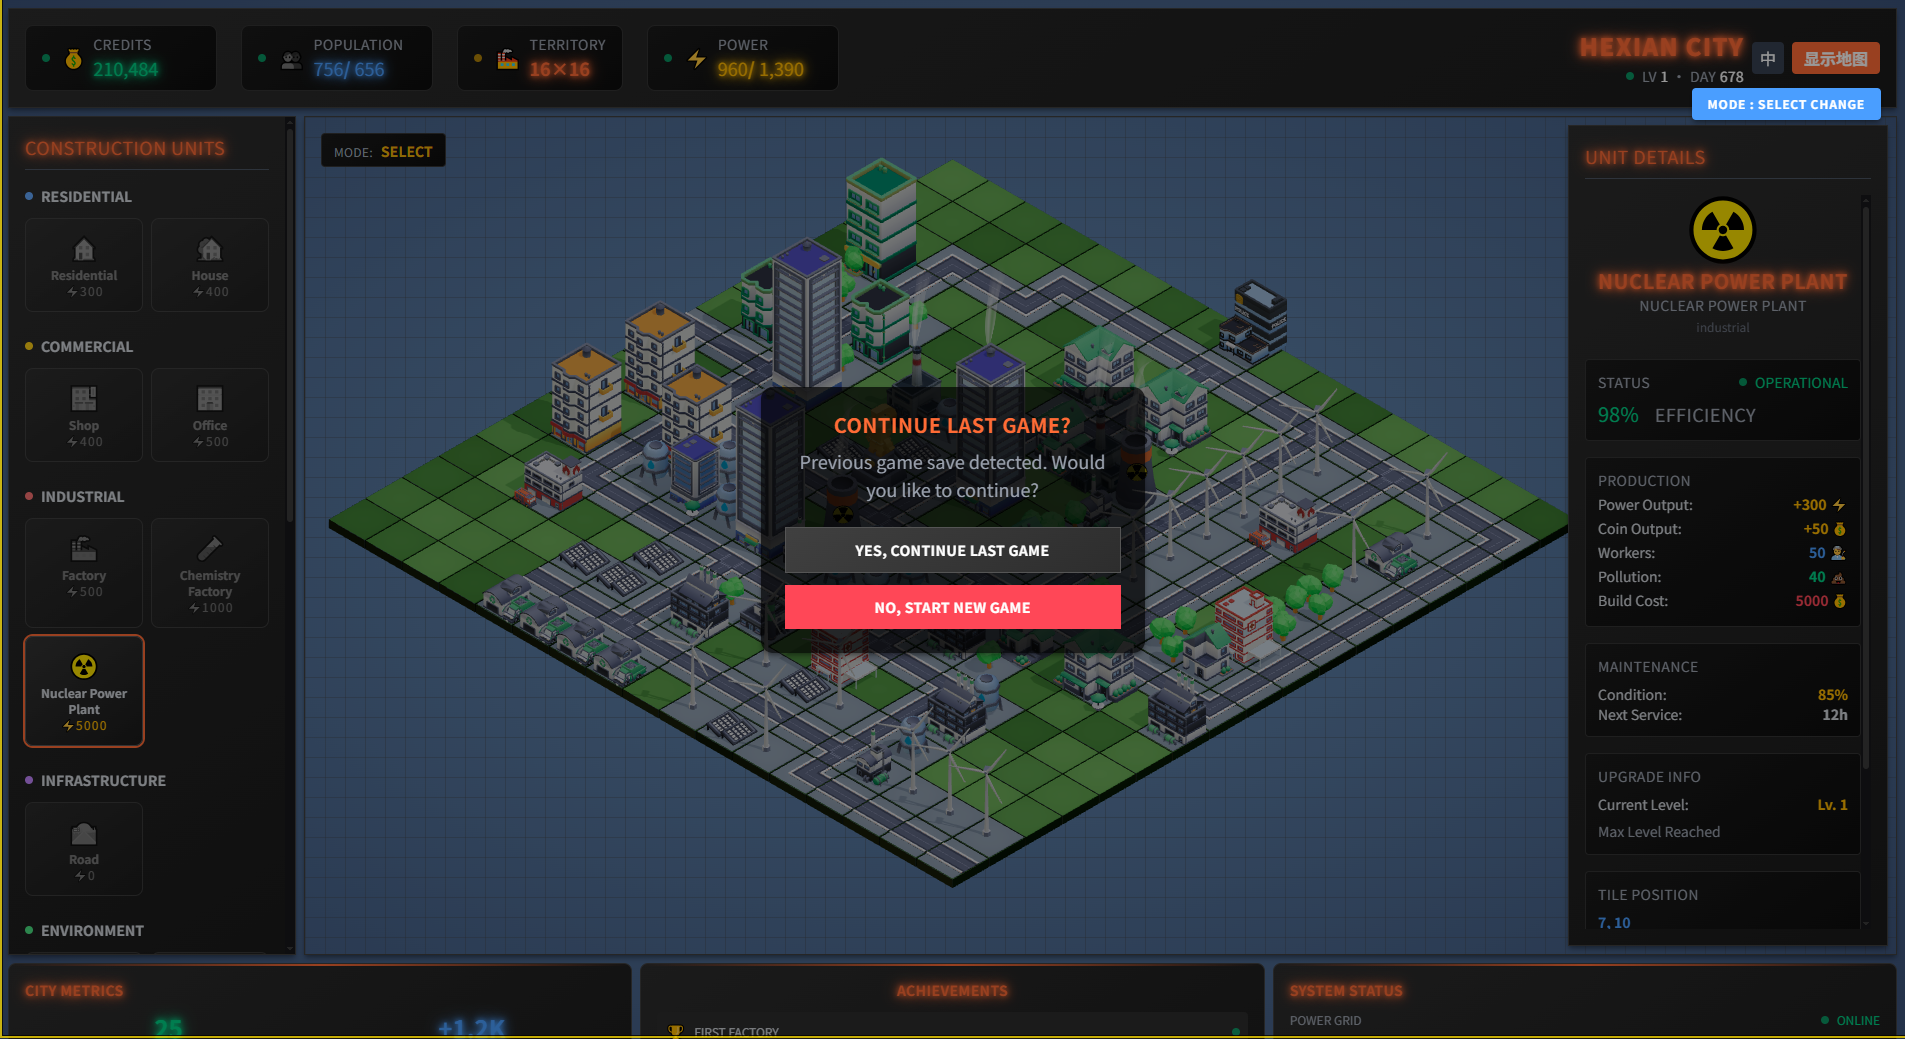 CREDITS
210,484
POPULATION
756/ 656
TERRITORY
16×16
POWER
960/ 1,390
HEXIAN CITY
LV 1 • DAY 678
中
显示地图
MODE : SELECT CHANGE
CONSTRUCTION UNITS
RESIDENTIAL
Residential
300
House
400
COMMERCIAL
Shop
400
Office
500
INDUSTRIAL
Factory
500
Chemistry
Factory
1000
Nuclear Power
Plant
5000
INFRASTRUCTURE
Road
0
ENVIRONMENT
MODE: SELECT
CONTINUE LAST GAME?
Previous game save detected. Would
you like to continue?
YES, CONTINUE LAST GAME
NO, START NEW GAME
UNIT DETAILS
NUCLEAR POWER PLANT
NUCLEAR POWER PLANT
industrial
STATUS
OPERATIONAL
98% EFFICIENCY
PRODUCTION
Power Output: +300
Coin Output: +50
Workers: 50
Pollution: 40
Build Cost: 5000
MAINTENANCE
Condition: 85%
Next Service: 12h
UPGRADE INFO
Current Level: Lv. 1
Max Level Reached
TILE POSITION
7, 10
CITY METRICS
25
+1.2K
ACHIEVEMENTS
FIRST FACTORY
SYSTEM STATUS
POWER GRID
ONLINE